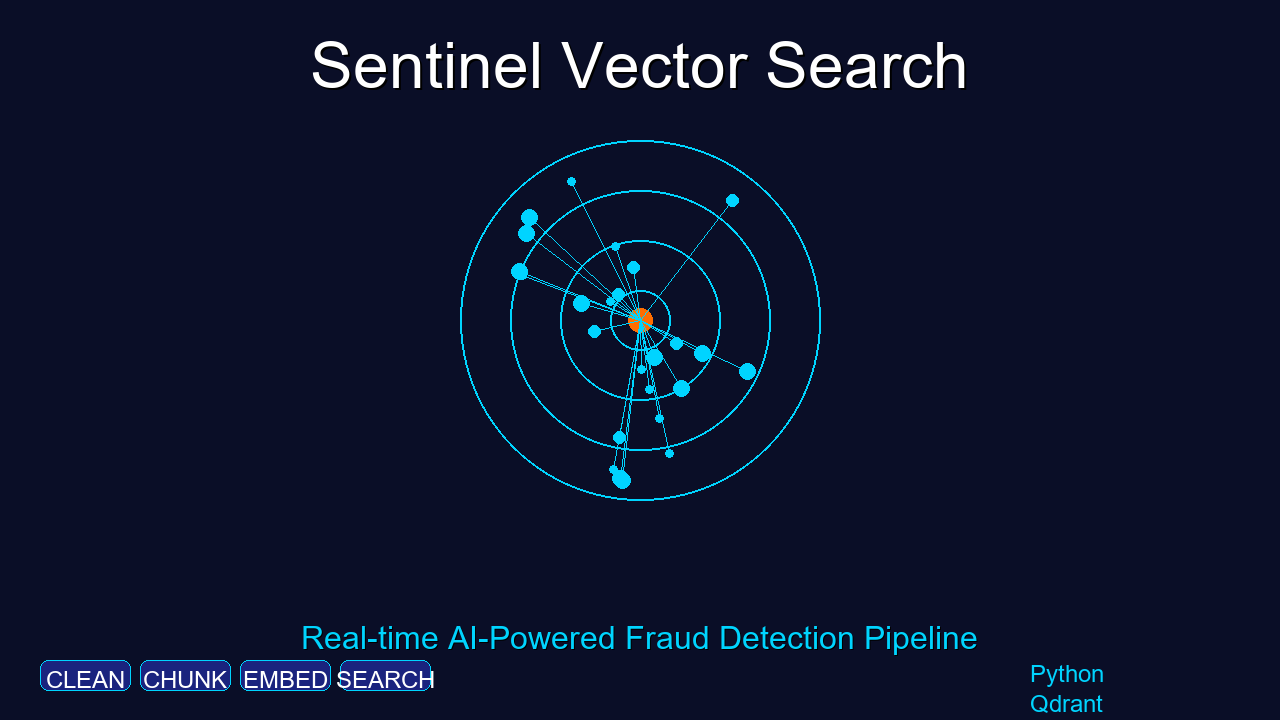 Sentinel Vector Search
Real-time AI-Powered Fraud Detection Pipeline
CLEAN CHUNK EMBED SEARCH
Python
Qdrant